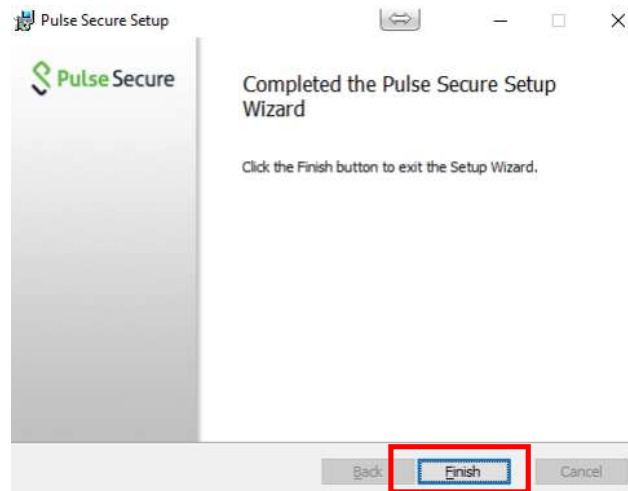 Pulse Secure Setup
Pulse Secure
Completed the Pulse Secure Setup
Wizard
Click the Finish button to exit the Setup Wizard.
Back
Finish
Cancel